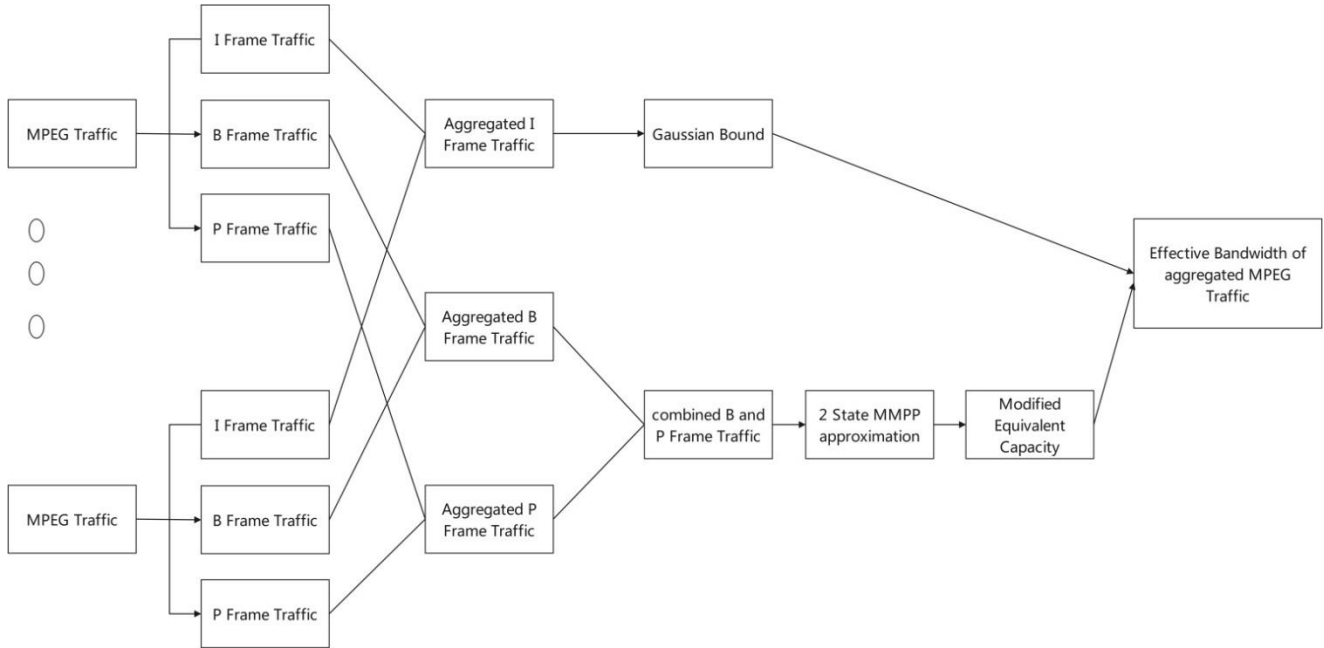 I Frame Traffic
MPEG Traffic
B Frame Traffic
P Frame Traffic
Aggregated I
Frame Traffic
Gaussian Bound
Effective Bandwidth of
aggregated MPEG
Traffic
Aggregated B
Frame Traffic
I Frame Traffic
MPEG Traffic
B Frame Traffic
P Frame Traffic
Aggregated P
Frame Traffic
combined B and
P Frame Traffic
2 State MMPP
approximation
Modified
Equivalent
Capacity